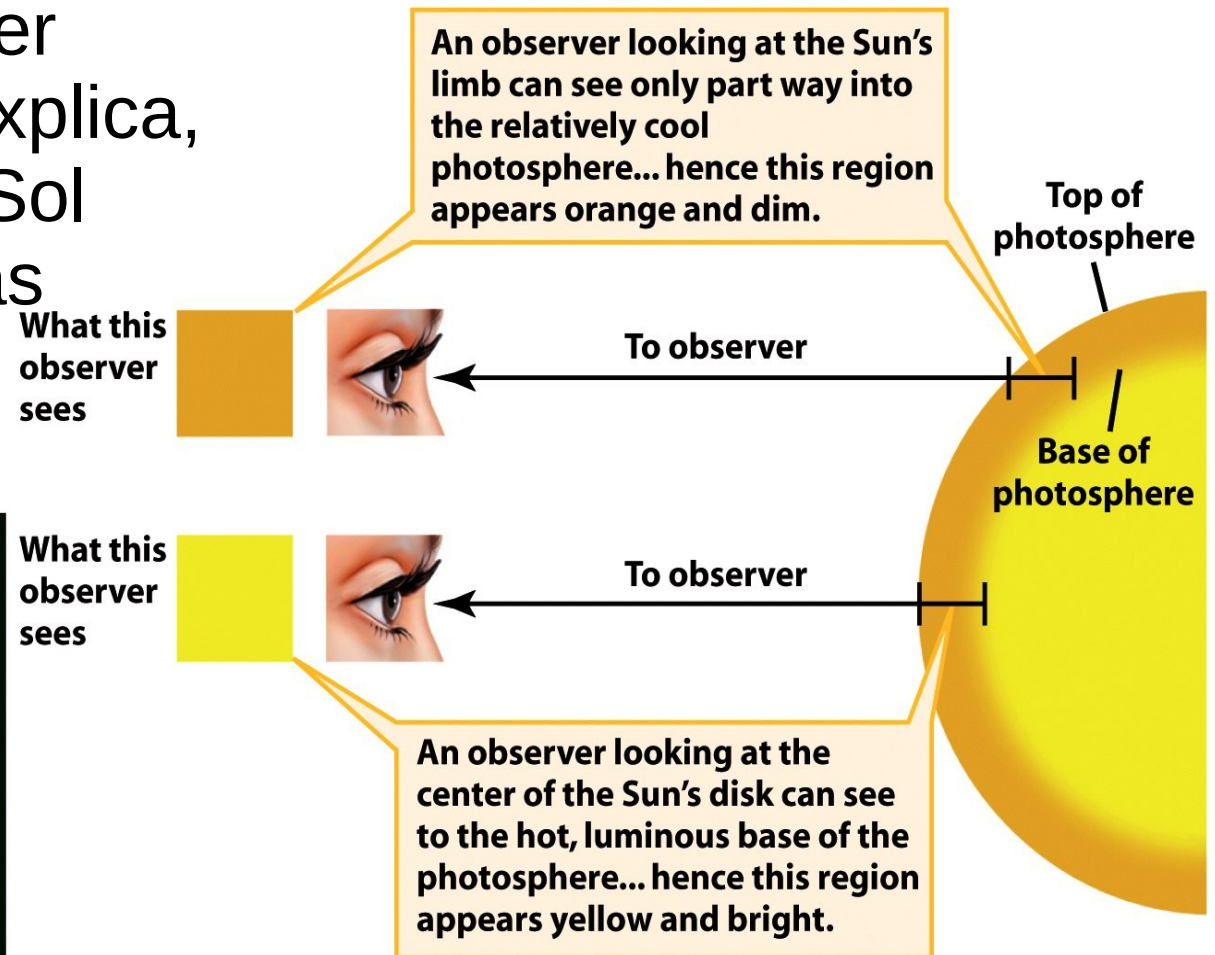 er
xplica,
Sol
as
An observer looking at the Sun’s
limb can see only part way into
the relatively cool
photosphere... hence this region
appears orange and dim.
Top of
photosphere
What this
observer
sees
To observer
Base of
photosphere
What this
observer
sees
To observer
An observer looking at the
center of the Sun’s disk can see
to the hot, luminous base of the
photosphere... hence this region
appears yellow and bright.